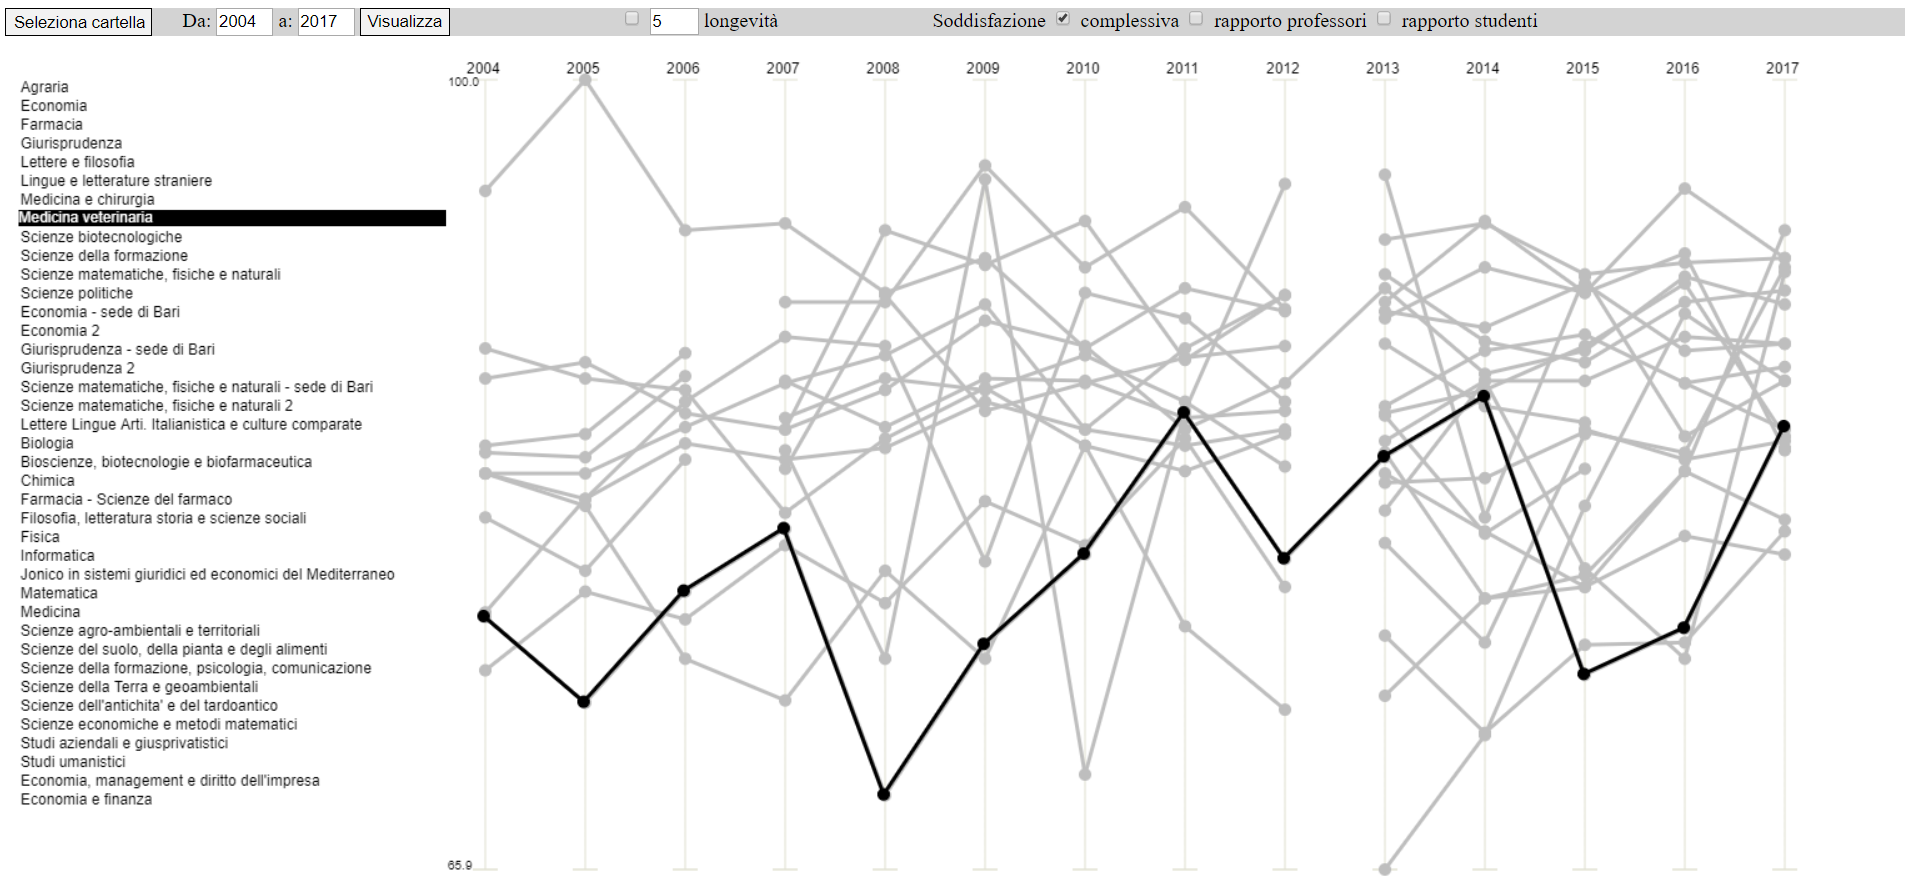 Seleziona cartella Da: 2004 a: 2017 Visualizza 5 longevità Soddisfazione complessiva rapporto professori rapporto studenti
2004 2005 2006 2007 2008 2009 2010 2011 2012 2013 2014 2015 2016 2017
100.0
Agraria
Economia
Farmacia
Giurisprudenza
Lettere e filosofia
Lingue e letterature straniere
Medicina e chirurgia
Medicina veterinaria
Scienze biotecnologiche
Scienze della formazione
Scienze matematiche, fisiche e naturali
Scienze politiche
Economia - sede di Bari
Economia 2
Giurisprudenza - sede di Bari
Giurisprudenza 2
Scienze matematiche, fisiche e naturali - sede di Bari
Scienze matematiche, fisiche e naturali 2
Lettere Lingue Arti. Italianistica e culture comparate
Biologia
Bioscienze, biotecnologie e biofarmaceutica
Chimica
Farmacia - Scienze del farmaco
Filosofia, letteratura storia e scienze sociali
Fisica
Informatica
Jonico in sistemi giuridici ed economici del Mediterraneo
Matematica
Medicina
Scienze agro-ambientali e territoriali
Scienze del suolo, della pianta e degli alimenti
Scienze della formazione, psicologia, comunicazione
Scienze della Terra e geoambientali
Scienze dell'antichita' e del tardoantico
Scienze economiche e metodi matematici
Studi aziendali e giusprivatistici
Studi umanistici
Economia, management e diritto dell'impresa
Economia e finanza
65.9